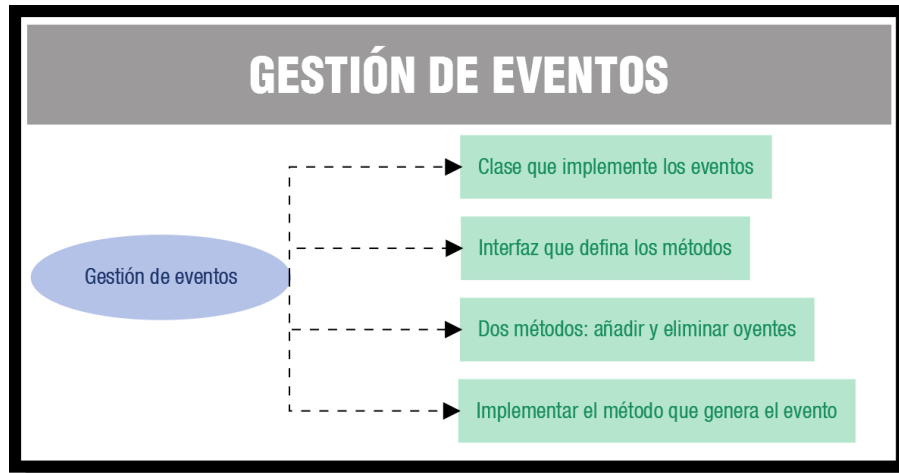 GESTIÓN DE EVENTOS
Clase que implemente los eventos
Interfaz que defina los métodos
Gestión de eventos
Dos métodos: añadir y eliminar oyentes
Implementar el método que genera el evento